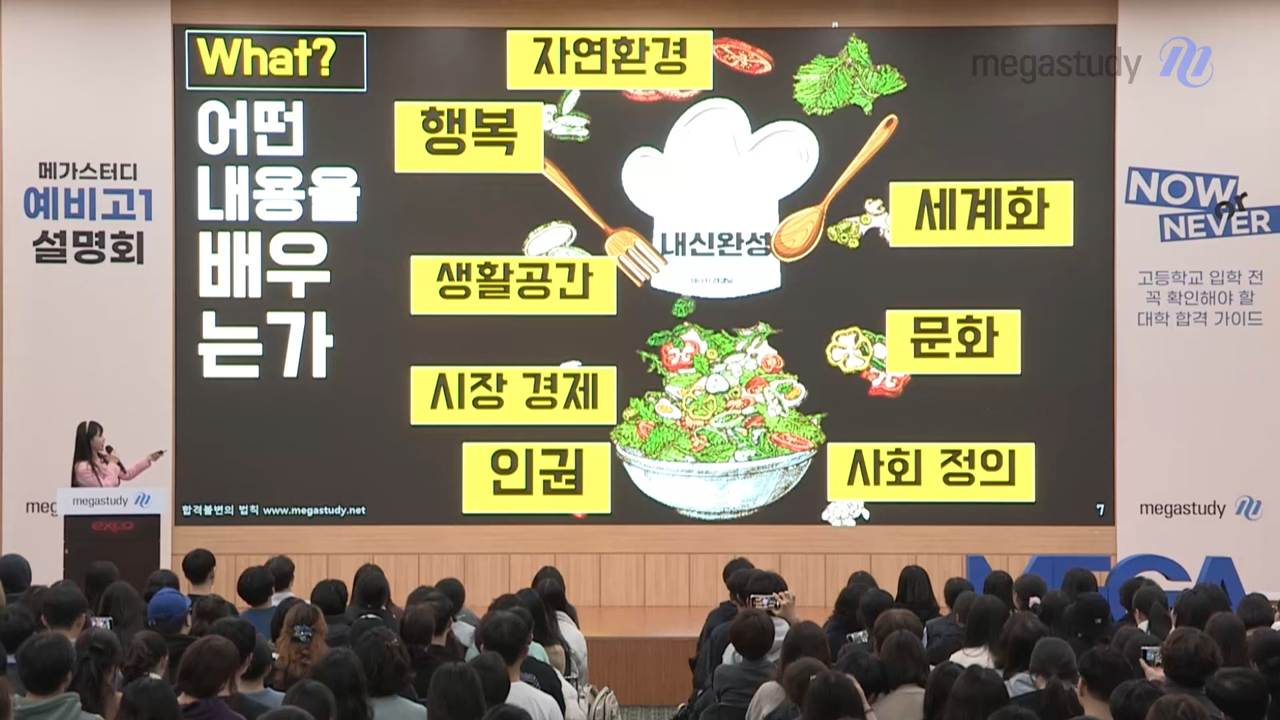 What?
어떤
내용을
배우
는가
자연환경
행복
세계화
내신완성
생활공간
문화
시장 경제
인권
사회 정의
합격불변의 법칙 www.megastudy.net
7
megastudy
메가스터디
예비고1
설명회
meg
megastudy
expo
NOW
or
NEVER
고등학교 입학 전
꼭 확인해야 할
대학 합격 가이드
megastudy
MEGA